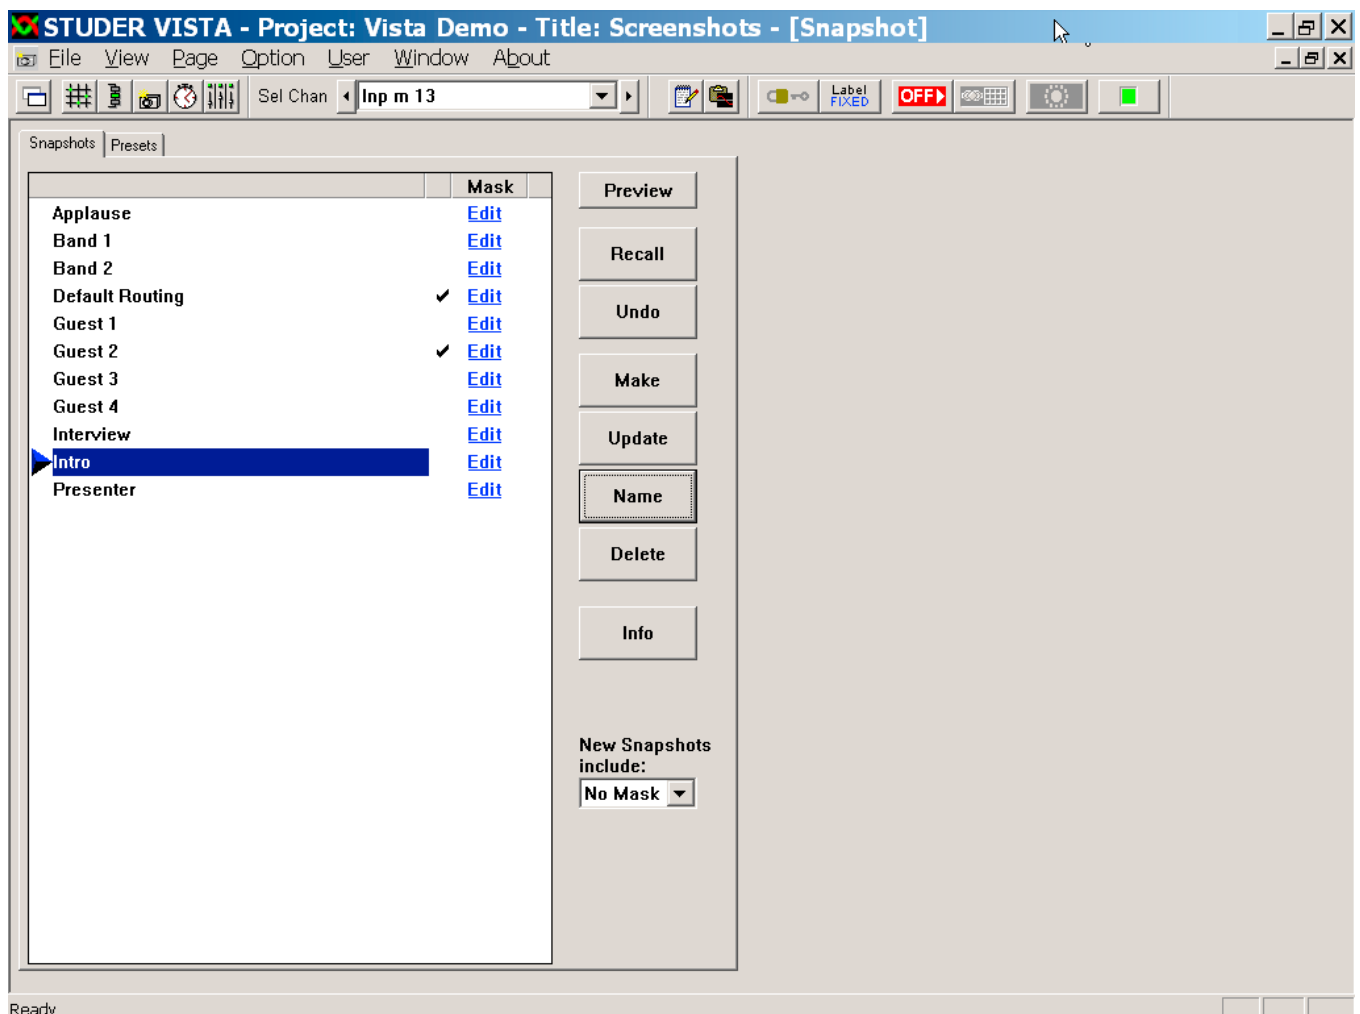 STUDER VISTA - Project: Vista Demo - Title: Screenshots - [Snapshot]
File View Page Option User Window About
Sel Chan Inp m 13 Label FIXED OFF
Snapshots Presets
Mask
Applause Edit
Band 1 Edit
Band 2 Edit
Default Routing Edit
Guest 1 Edit
Guest 2 Edit
Guest 3 Edit
Guest 4 Edit
Interview Edit
Intro Edit
Presenter Edit
Preview
Recall
Undo
Make
Update
Name
Delete
Info
New Snapshots
include:
No Mask
Ready